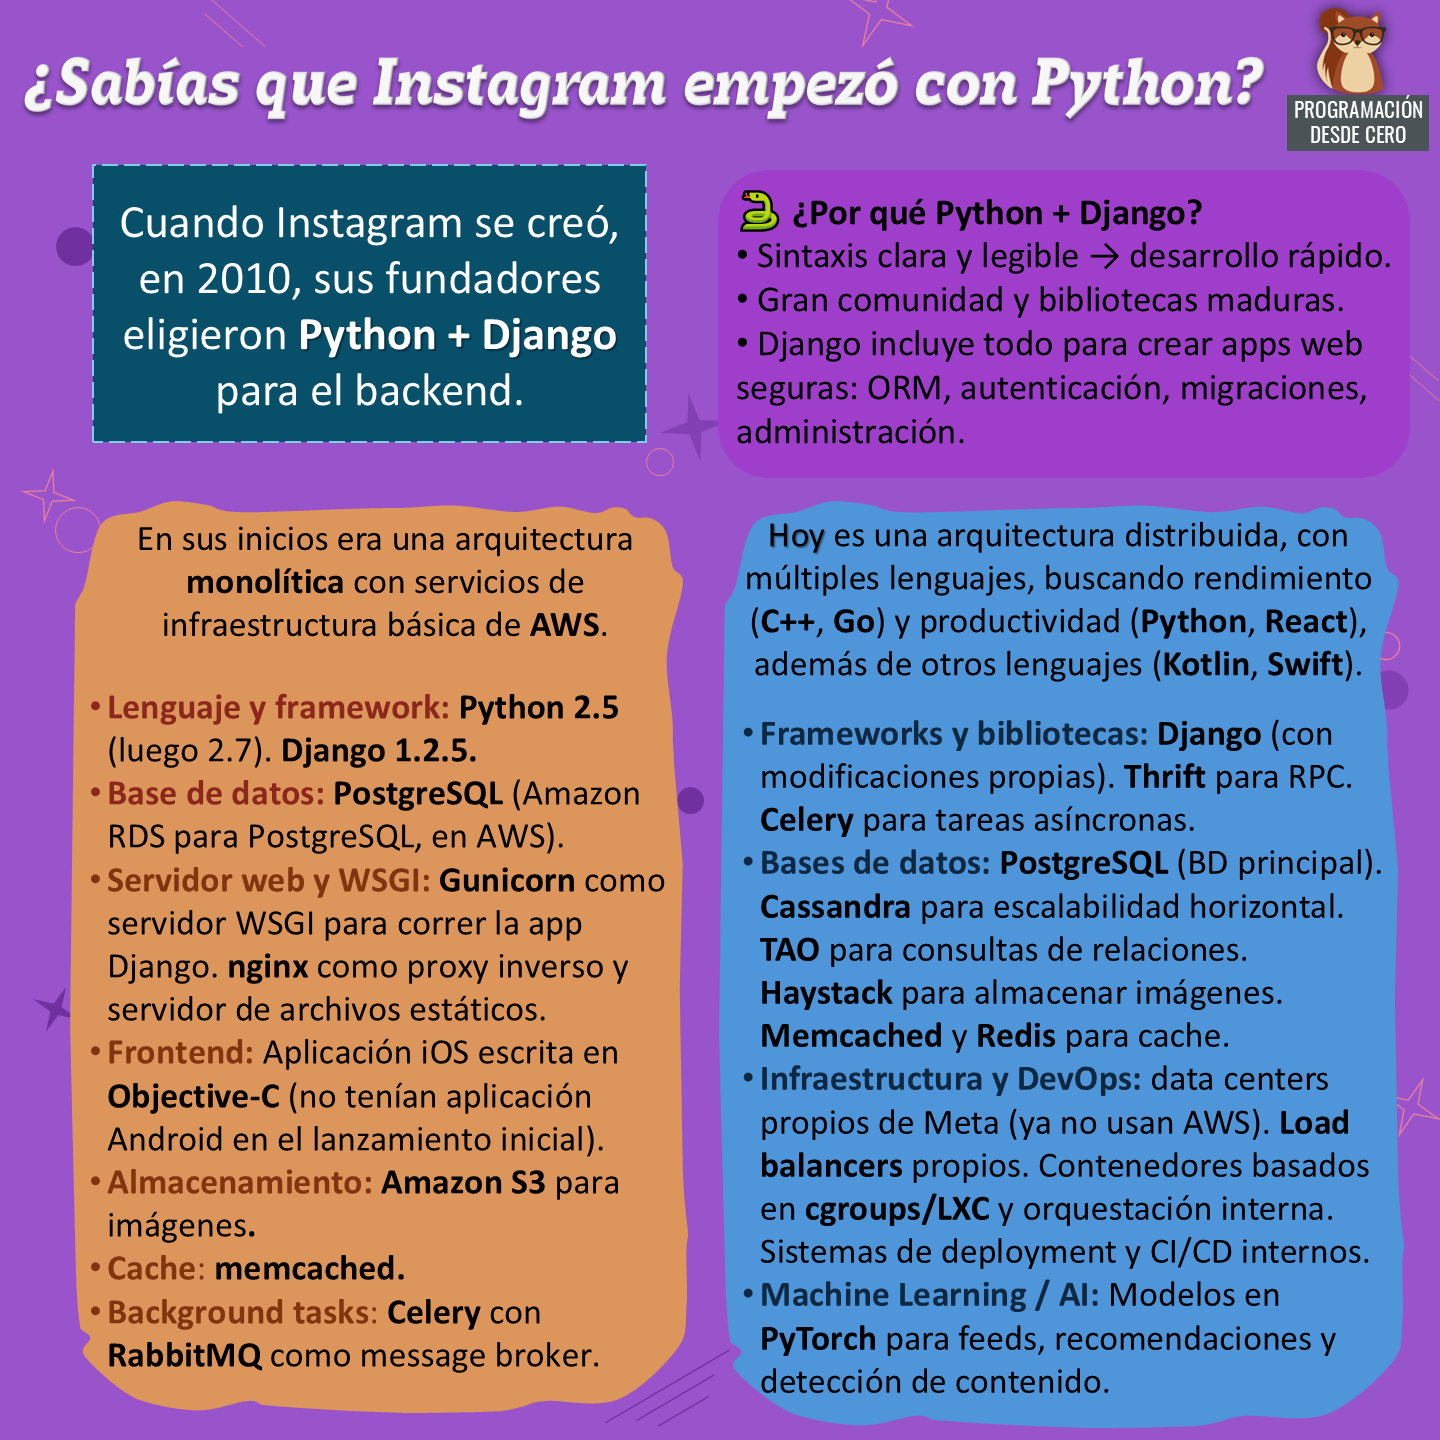 ¿Sabías que Instagram empezó con Python?
PROGRAMACIÓN
DESDE CERO
Cuando Instagram se creó,
en 2010, sus fundadores
eligieron Python + Django
para el backend.
¿Por qué Python + Django?
• Sintaxis clara y legible → desarrollo rápido.
• Gran comunidad y bibliotecas maduras.
• Django incluye todo para crear apps web
seguras: ORM, autenticación, migraciones,
administración.
En sus inicios era una arquitectura
monolítica con servicios de
infraestructura básica de AWS.
• Lenguaje y framework: Python 2.5
(luego 2.7). Django 1.2.5.
• Base de datos: PostgreSQL (Amazon
RDS para PostgreSQL, en AWS).
• Servidor web y WSGI: Gunicorn como
servidor WSGI para correr la app
Django. nginx como proxy inverso y
servidor de archivos estáticos.
• Frontend: Aplicación iOS escrita en
Objective-C (no tenían aplicación
Android en el lanzamiento inicial).
• Almacenamiento: Amazon S3 para
imágenes.
• Cache: memcached.
• Background tasks: Celery con
RabbitMQ como message broker.
Hoy es una arquitectura distribuida, con
múltiples lenguajes, buscando rendimiento
(C++, Go) y productividad (Python, React),
además de otros lenguajes (Kotlin, Swift).
• Frameworks y bibliotecas: Django (con
modificaciones propias). Thrift para RPC.
Celery para tareas asíncronas.
• Bases de datos: PostgreSQL (BD principal).
Cassandra para escalabilidad horizontal.
TAO para consultas de relaciones.
Haystack para almacenar imágenes.
Memcached y Redis para cache.
• Infraestructura y DevOps: data centers
propios de Meta (ya no usan AWS). Load
balancers propios. Contenedores basados
en cgroups/LXC y orquestación interna.
Sistemas de deployment y CI/CD internos.
• Machine Learning / AI: Modelos en
PyTorch para feeds, recomendaciones y
detección de contenido.